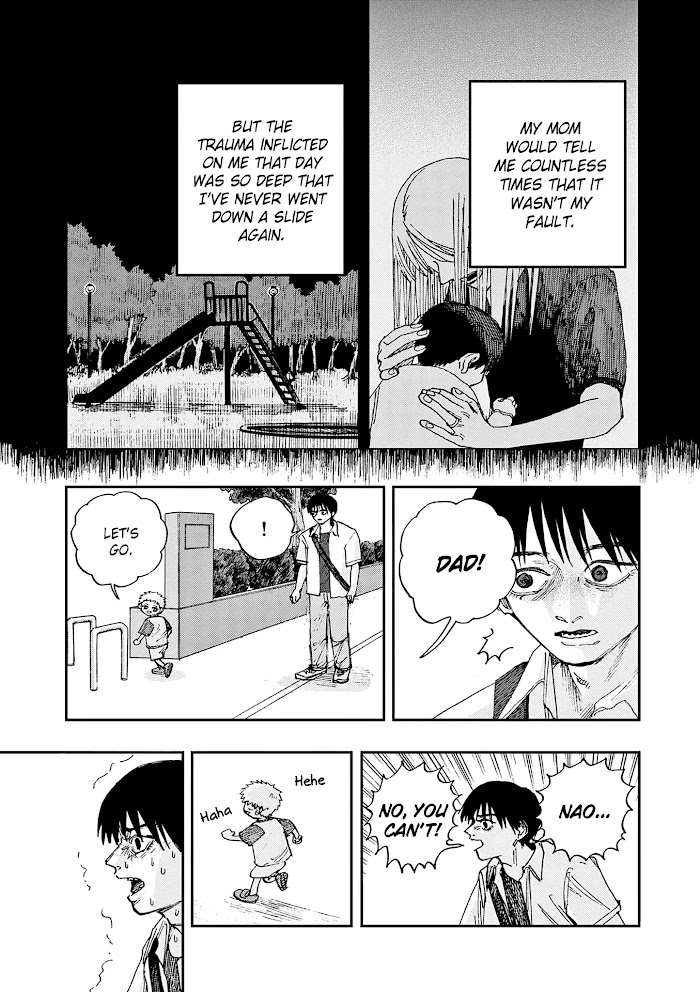 MY MOM
WOULD TELL
ME COUNTLESS
TIMES THAT IT
WASN'T MY
FAULT.
BUT THE
TRAUMA INFLICTED
ON ME THAT DAY
WAS SO DEEP THAT
I'VE NEVER WENT
DOWN A SLIDE
AGAIN.
DAD!
!
LET'S
GO.
NAO...
NO, YOU
CAN'T!
Hehe
Haha